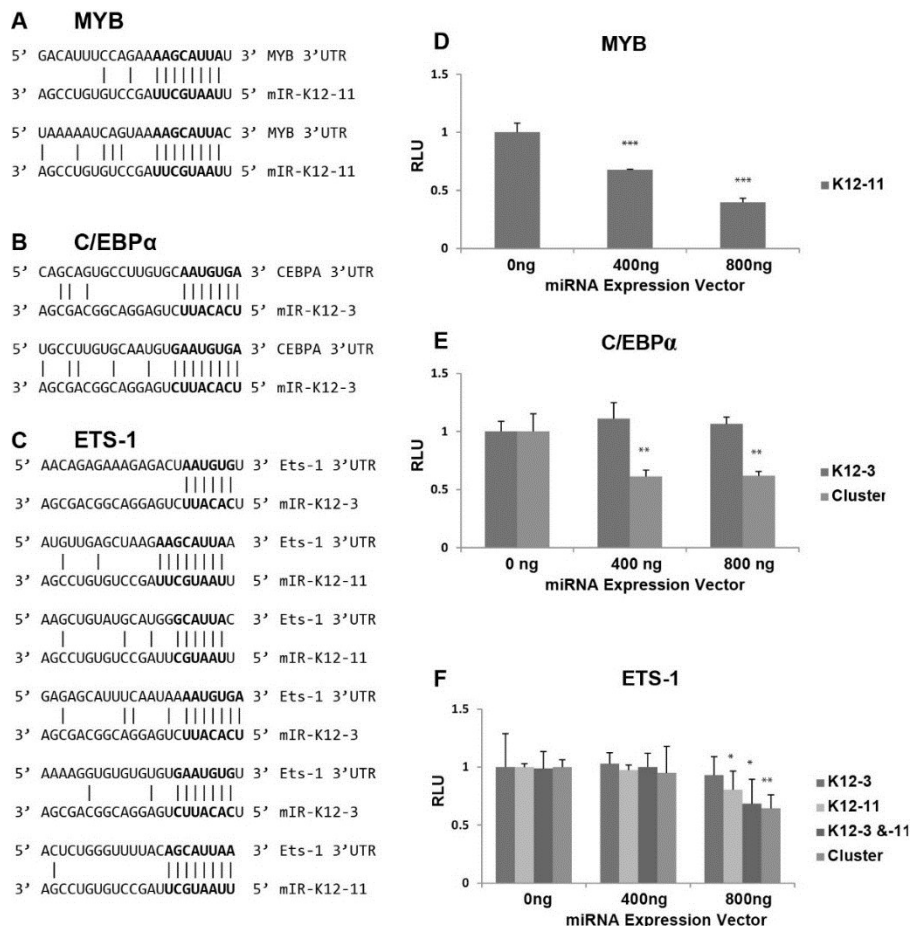 A MYB
5’ GACAUUUCCAGAAAAGCAUUAU 3’ MYB 3’UTR
3’ AGCCUGUGUCCGAUUCGUAAUU 5’ mIR-K12-11
5’ UAAAAAUCAGUAAAAGCAUUAC 3’ MYB 3’UTR
3’ AGCCUGUGUCCGAUUCGUAAUU 5’ mIR-K12-11
B C/EBPα
5’ CAGCAGUGCCUUGUGCAAUGUGA 3’ CEBPA 3’UTR
3’ AGCGACGGCAGGAGUCUUACACU 5’ mIR-K12-3
5’ UGCCUUGUGCAAUGUGAAUGUGA 3’ CEBPA 3’UTR
3’ AGCGACGGCAGGAGUCUUACACU 5’ mIR-K12-3
C ETS-1
5’ AACAGAGAAAGAGACUAAUGUGU 3’ Ets-1 3’UTR
3’ AGCGACGGCAGGAGUCUUACACU 5’ mIR-K12-3
5’ AUGUUGAGCUAAGAAGCAUUAA 3’ Ets-1 3’UTR
3’ AGCCUGUGUCCGAUUCGUAAUU 5’ mIR-K12-11
5’ AAGCUGUAUGCAUGGGCAUUAC 3’ Ets-1 3’UTR
3’ AGCCUGUGUCCGAUUCGUAAUU 5’ mIR-K12-11
5’ GAGAGCAUUUCAAUAAAAUGUGA 3’ Ets-1 3’UTR
3’ AGCGACGGCAGGAGUCUUACACU 5’ mIR-K12-3
5’ AAAAGGUGUGUGUGUGAAUGUGU 3’ Ets-1 3’UTR
3’ AGCGACGGCAGGAGUCUUACACU 5’ mIR-K12-3
5’ ACUCUGGGUUUUACAGCAUUAA 3’ Ets-1 3’UTR
3’ AGCCUGUGUCCGAUUCGUAAUU 5’ mIR-K12-11
D MYB
1.5
1
0.5
0
RLU
***
***
0ng 400ng 800ng
miRNA Expression Vector
K12-11
E C/EBPα
1.5
1
0.5
0
RLU
**
**
0 ng 400 ng 800 ng
miRNA Expression Vector
K12-3
Cluster
F ETS-1
1.5
1
0.5
0
RLU
* * **
0ng 400ng 800ng
miRNA Expression Vector
K12-3
K12-11
K12-3 &-11
Cluster